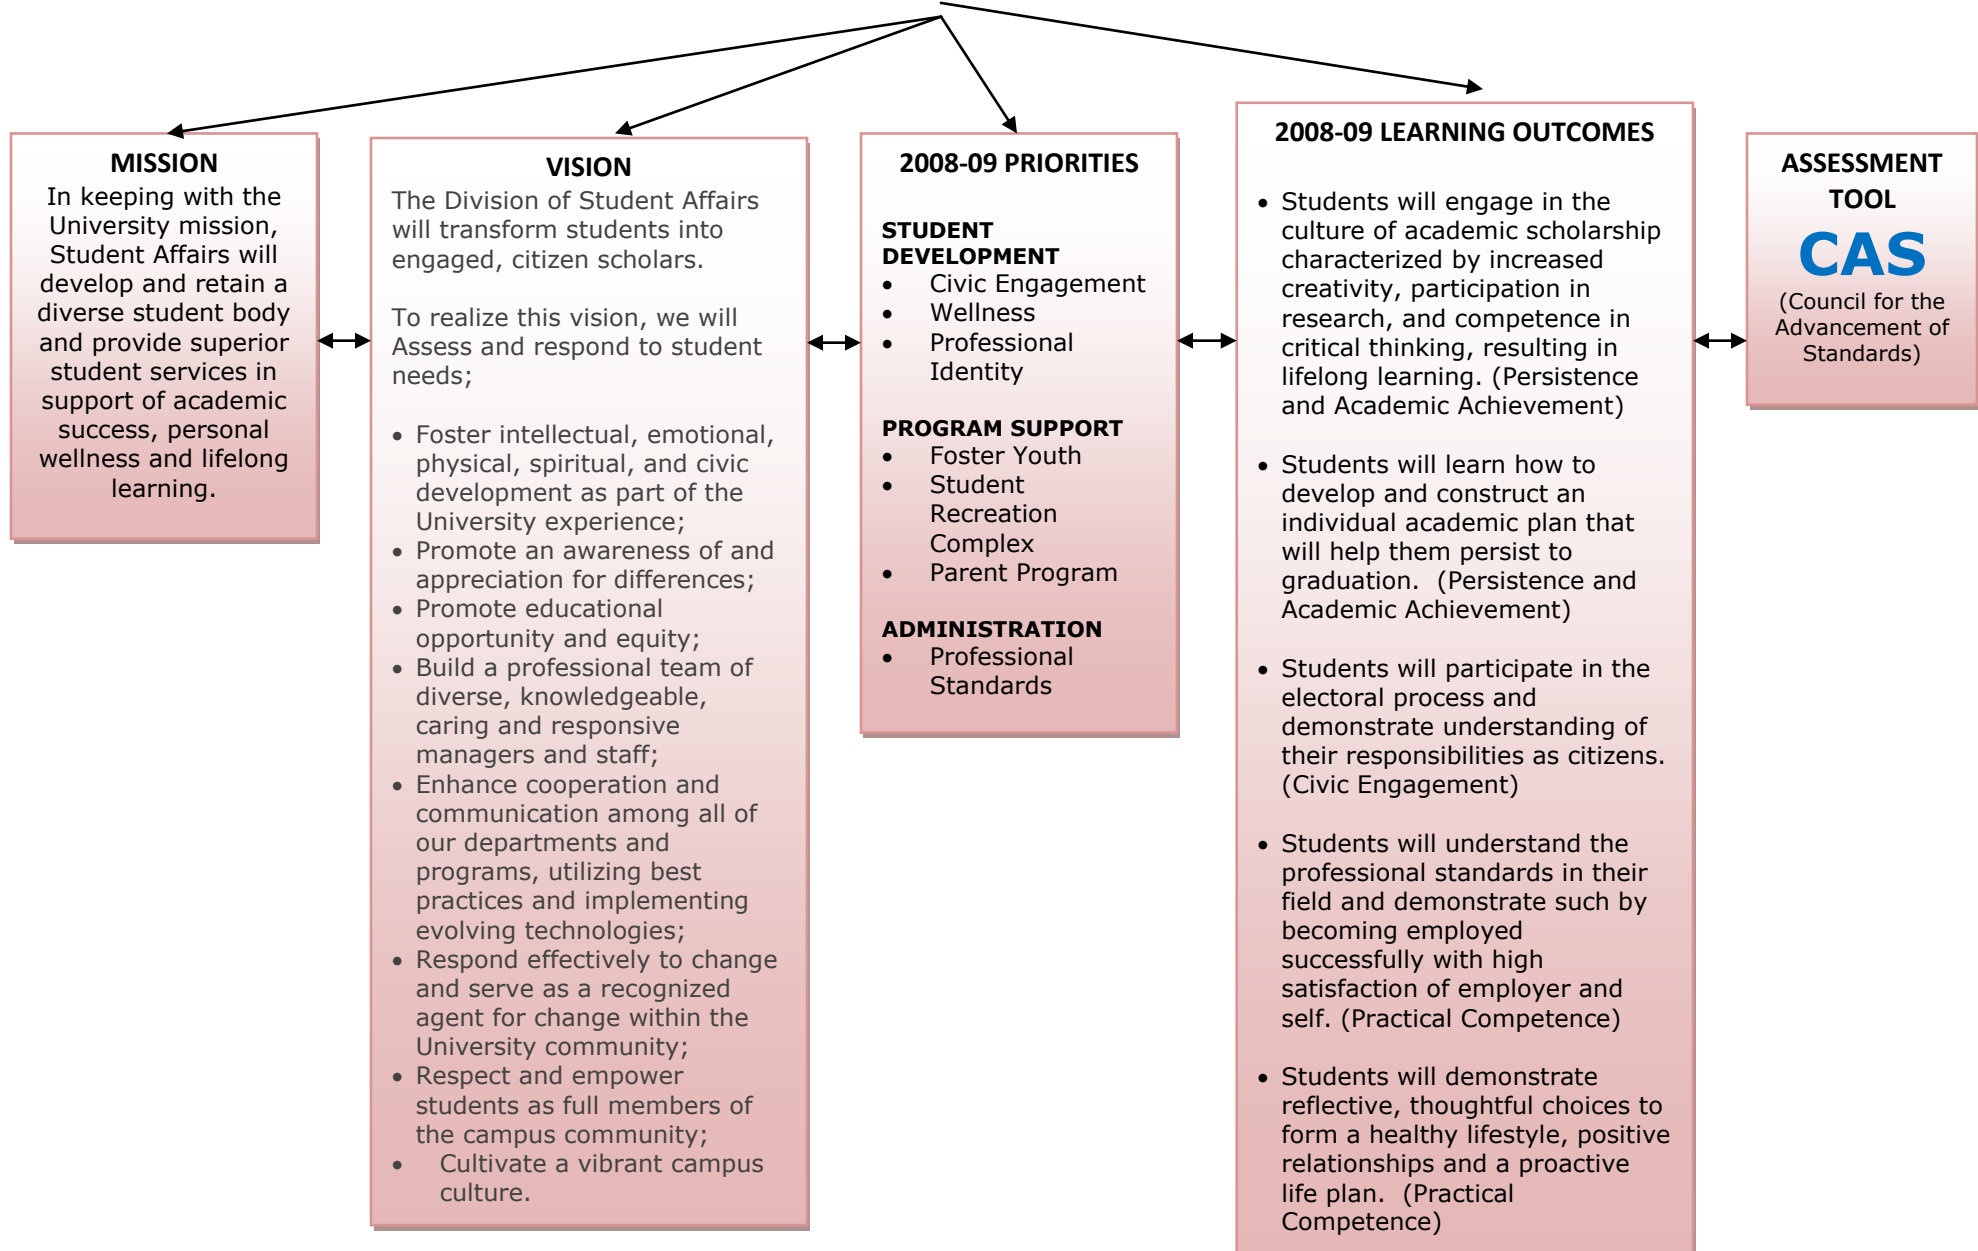 MISSION
In keeping with the
University mission,
Student Affairs will
develop and retain a
diverse student body
and provide superior
student services in
support of academic
success, personal
wellness and lifelong
learning.
VISION
The Division of Student Affairs
will transform students into
engaged, citizen scholars.
To realize this vision, we will
Assess and respond to student
needs;
• Foster intellectual, emotional,
physical, spiritual, and civic
development as part of the
University experience;
• Promote an awareness of and
appreciation for differences;
• Promote educational
opportunity and equity;
• Build a professional team of
diverse, knowledgeable,
caring and responsive
managers and staff;
• Enhance cooperation and
communication among all of
our departments and
programs, utilizing best
practices and implementing
evolving technologies;
• Respond effectively to change
and serve as a recognized
agent for change within the
University community;
• Respect and empower
students as full members of
the campus community;
• Cultivate a vibrant campus
culture.
2008-09 PRIORITIES
STUDENT
DEVELOPMENT
• Civic Engagement
• Wellness
• Professional
Identity
PROGRAM SUPPORT
• Foster Youth
• Student
Recreation
Complex
• Parent Program
ADMINISTRATION
• Professional
Standards
2008-09 LEARNING OUTCOMES
• Students will engage in the
culture of academic scholarship
characterized by increased
creativity, participation in
research, and competence in
critical thinking, resulting in
lifelong learning. (Persistence
and Academic Achievement)
• Students will learn how to
develop and construct an
individual academic plan that
will help them persist to
graduation.  (Persistence and
Academic Achievement)
• Students will participate in the
electoral process and
demonstrate understanding of
their responsibilities as citizens.
(Civic Engagement)
• Students will understand the
professional standards in their
field and demonstrate such by
becoming employed
successfully with high
satisfaction of employer and
self. (Practical Competence)
• Students will demonstrate
reflective, thoughtful choices to
form a healthy lifestyle, positive
relationships and a proactive
life plan.  (Practical
Competence)
ASSESSMENT
TOOL
CAS
(Council for the
Advancement of
Standards)